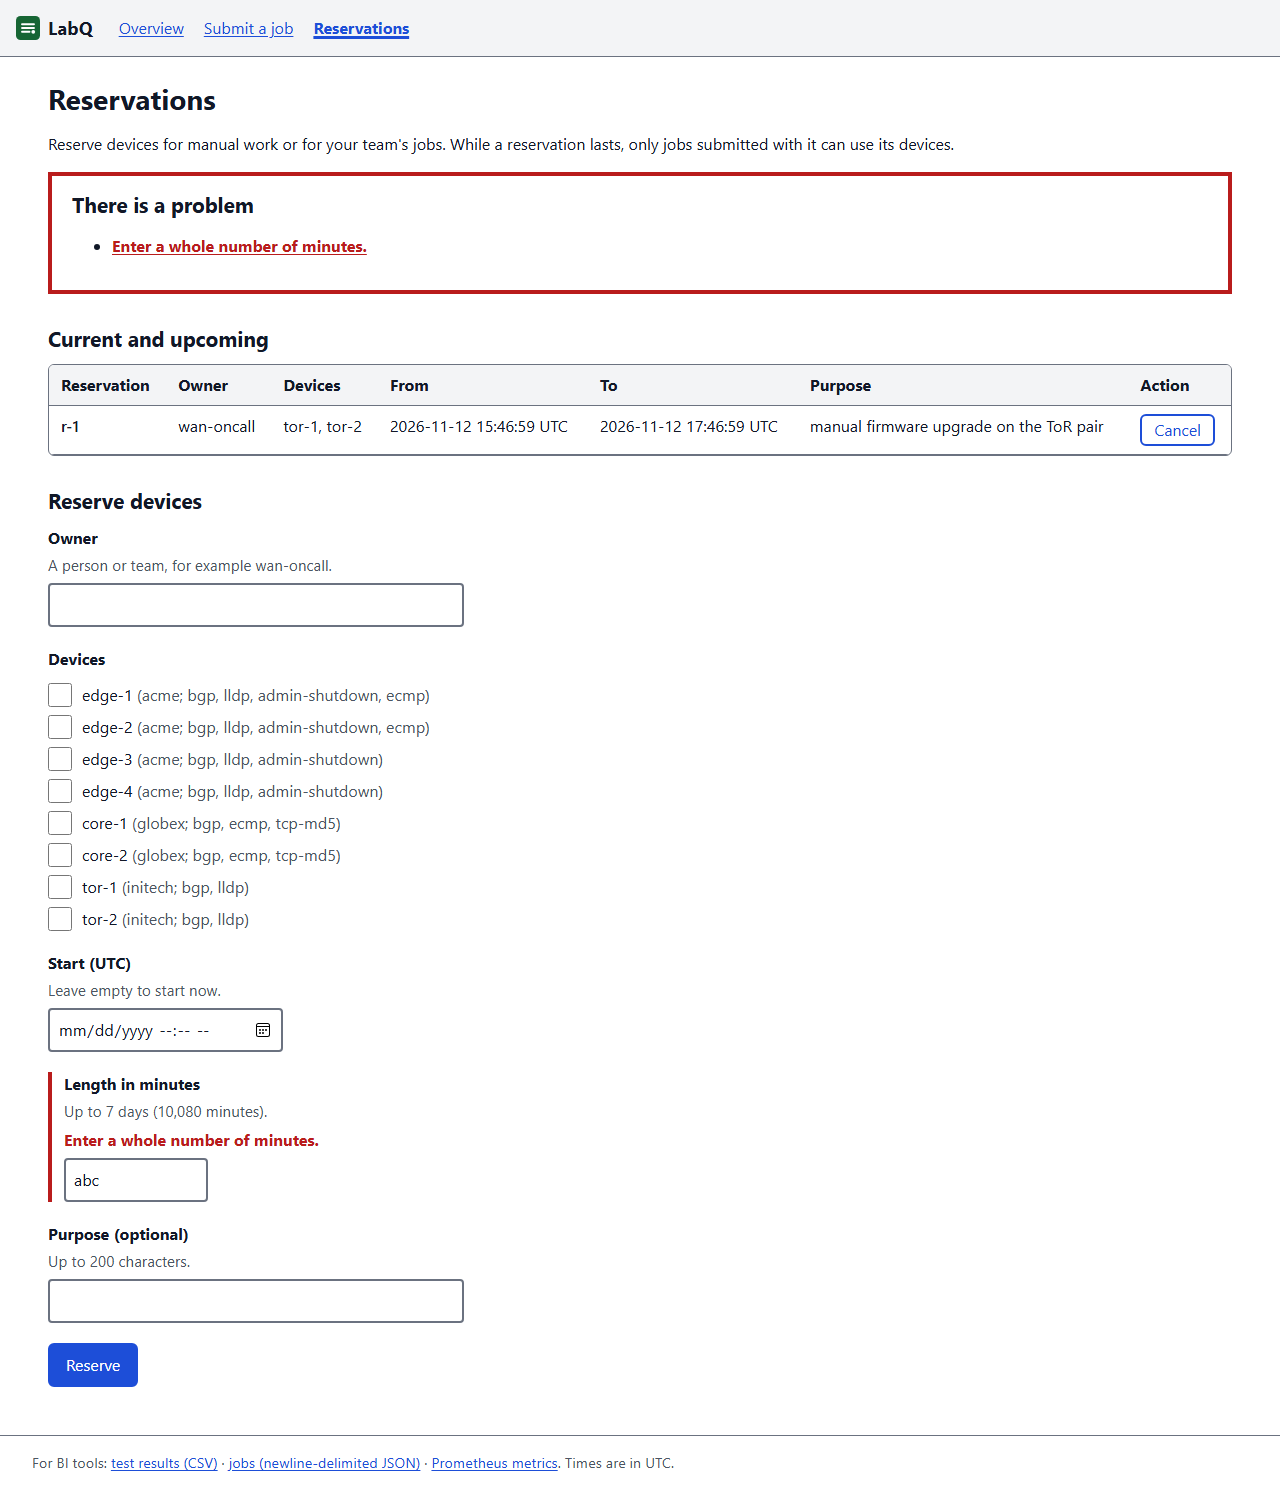 LabQ Overview Submit a job Reservations
Reservations
Reserve devices for manual work or for your team's jobs. While a reservation lasts, only jobs submitted with it can use its devices.
There is a problem
• Enter a whole number of minutes.
Current and upcoming
Reservation Owner Devices From To Purpose Action
r-1 wan-oncall tor-1, tor-2 2026-11-12 15:46:59 UTC 2026-11-12 17:46:59 UTC manual firmware upgrade on the ToR pair Cancel
Reserve devices
Owner
A person or team, for example wan-oncall.
Devices
edge-1 (acme; bgp, lldp, admin-shutdown, ecmp)
edge-2 (acme; bgp, lldp, admin-shutdown, ecmp)
edge-3 (acme; bgp, lldp, admin-shutdown)
edge-4 (acme; bgp, lldp, admin-shutdown)
core-1 (globex; bgp, ecmp, tcp-md5)
core-2 (globex; bgp, ecmp, tcp-md5)
tor-1 (initech; bgp, lldp)
tor-2 (initech; bgp, lldp)
Start (UTC)
Leave empty to start now.
mm/dd/yyyy --:-- --
Length in minutes
Up to 7 days (10,080 minutes).
Enter a whole number of minutes.
abc
Purpose (optional)
Up to 200 characters.
Reserve
For BI tools: test results (CSV) · jobs (newline-delimited JSON) · Prometheus metrics. Times are in UTC.